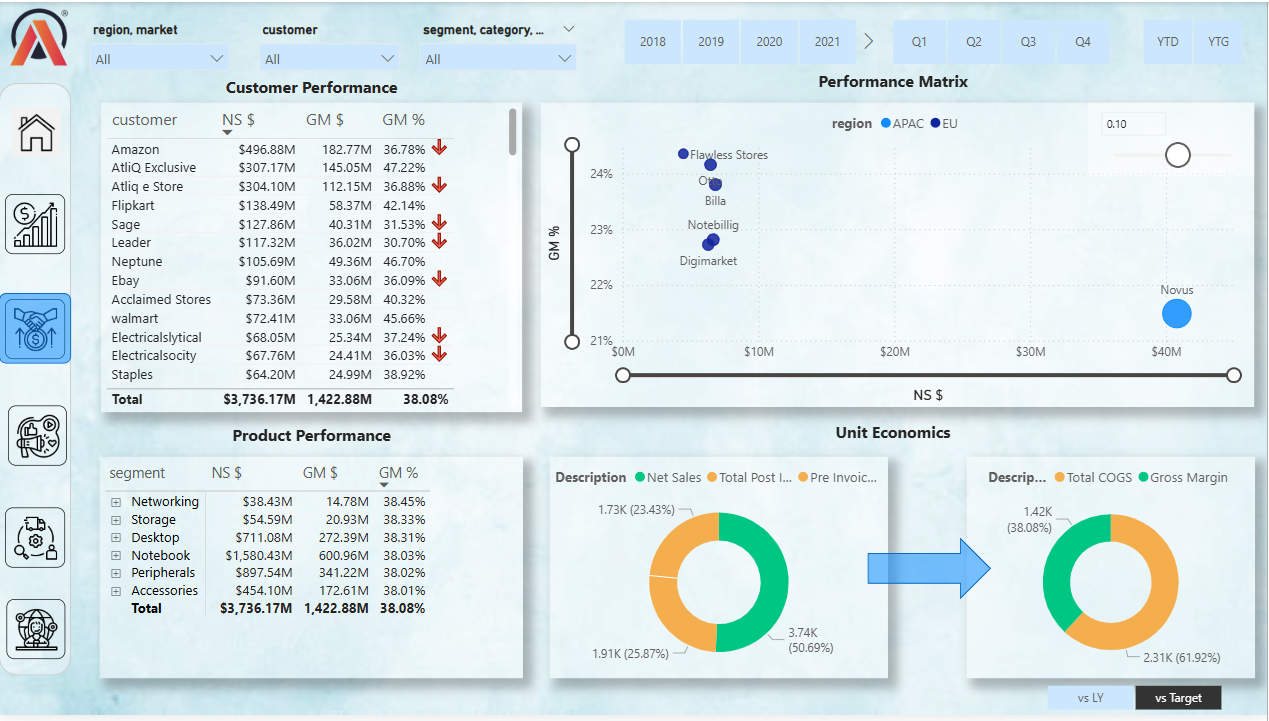 region, market
customer
segment, category, ...
All
All
All
2018 2019 2020 2021 Q1 Q2 Q3 Q4 YTD YTG
Customer Performance
customer NS $ GM $ GM %
Amazon $496.88M 182.77M 36.78%
AtliQ Exclusive $307.17M 145.05M 47.22%
Atliq e Store $304.10M 112.15M 36.88%
Flipkart $138.49M 58.37M 42.14%
Sage $127.86M 40.31M 31.53%
Leader $117.32M 36.02M 30.70%
Neptune $105.69M 49.36M 46.70%
Ebay $91.60M 33.06M 36.09%
Acclaimed Stores $73.36M 29.58M 40.32%
walmart $72.41M 33.06M 45.66%
Electricalslytical $68.05M 25.34M 37.24%
Electricalsocity $67.76M 24.41M 36.03%
Staples $64.20M 24.99M 38.92%
Total $3,736.17M 1,422.88M 38.08%
Performance Matrix
region APAC EU
0.10
GM %
24%
23%
22%
21%
Flawless Stores
Otto
Billa
Notebillig
Digimarket
Novus
$0M $10M $20M $30M $40M
NS $
Product Performance
segment NS $ GM $ GM %
Networking $38.43M 14.78M 38.45%
Storage $54.59M 20.93M 38.33%
Desktop $711.08M 272.39M 38.31%
Notebook $1,580.43M 600.96M 38.03%
Peripherals $897.54M 341.22M 38.02%
Accessories $454.10M 172.61M 38.01%
Total $3,736.17M 1,422.88M 38.08%
Unit Economics
Description Net Sales Total Post I... Pre Invoic...
1.73K (23.43%)
3.74K
(50.69%)
1.91K (25.87%)
Descrip... Total COGS Gross Margin
1.42K
(38.08%)
2.31K (61.92%)
vs LY vs Target